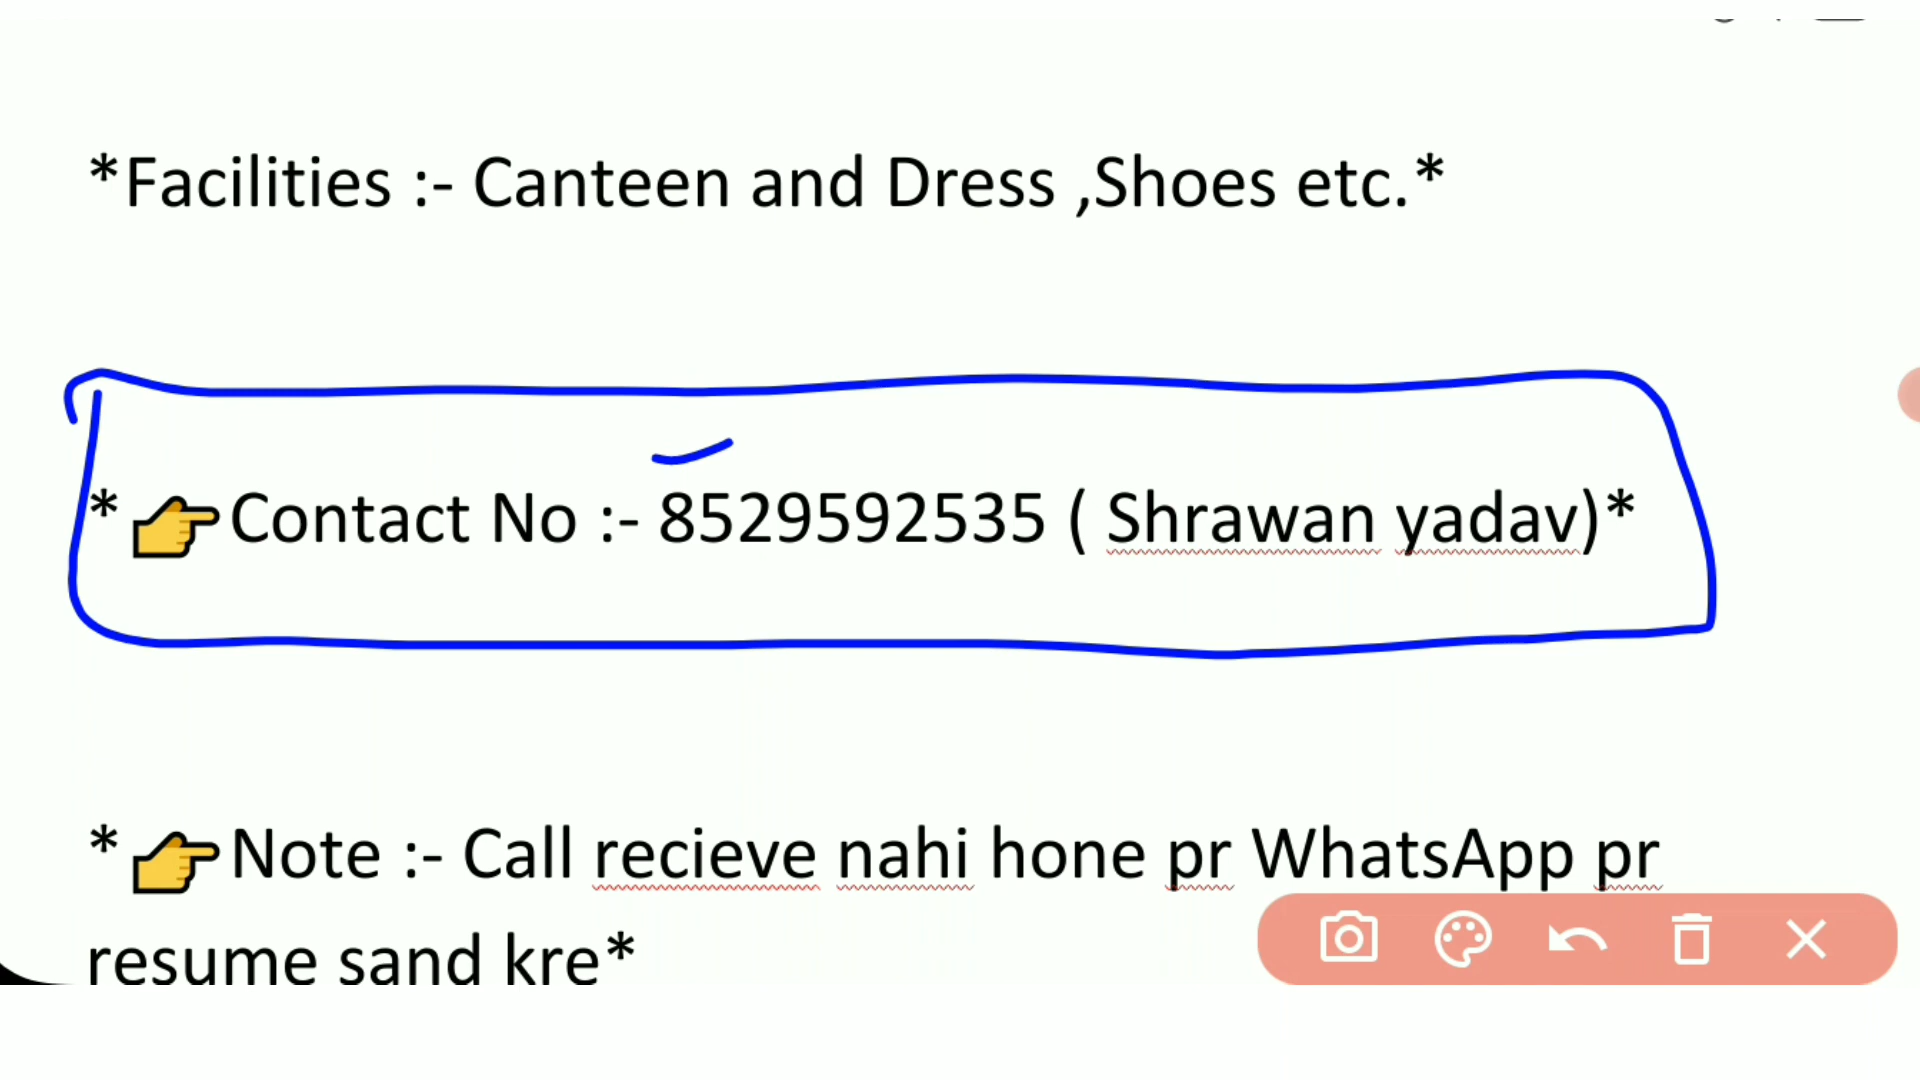 *Facilities :- Canteen and Dress ,Shoes etc.*
*👉Contact No :- 8529592535 ( Shrawan yadav)*
*👉Note :- Call recieve nahi hone pr WhatsApp pr
resume sand kre*